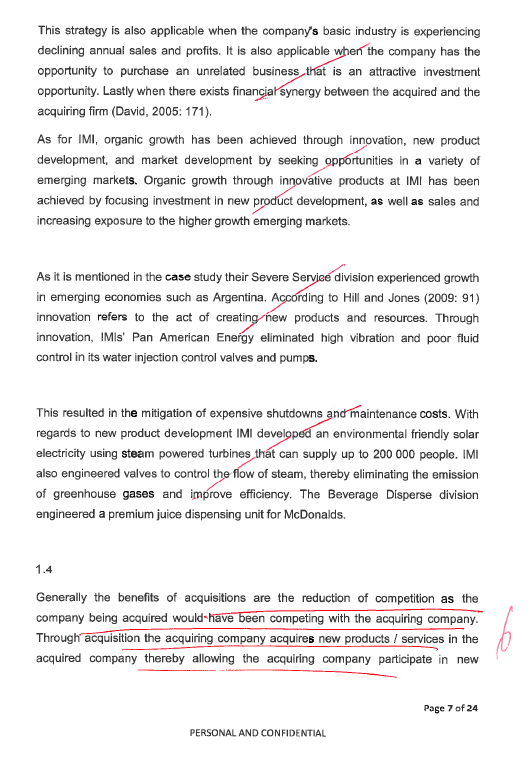 This strategy is also applicable when the company's basic industry is experiencing
declining annual sales and profits. It is also applicable when the company has the
opportunity to purchase an unrelated business that is an attractive investment
opportunity. Lastly when there exists financial synergy between the acquired and the
acquiring firm (David, 2005: 171).
As for IMI, organic growth has been achieved through innovation, new product
development, and market development by seeking opportunities in a variety of
emerging markets. Organic growth through innovative products at IMI has been
achieved by focusing investment in new product development, as well as sales and
increasing exposure to the higher growth emerging markets.
As it is mentioned in the case study their Severe Service division experienced growth
in emerging economies such as Argentina. According to Hill and Jones (2009: 91)
innovation refers to the act of creating new products and resources. Through
innovation, IMIs' Pan American Energy eliminated high vibration and poor fluid
control in its water injection control valves and pumps.
This resulted in the mitigation of expensive shutdowns and maintenance costs. With
regards to new product development IMI developed an environmental friendly solar
electricity using steam powered turbines that can supply up to 200 000 people. IMI
also engineered valves to control the flow of steam, thereby eliminating the emission
of greenhouse gases and improve efficiency. The Beverage Disperse division
engineered a premium juice dispensing unit for McDonalds.
1.4
Generally the benefits of acquisitions are the reduction of competition as the
company being acquired would have been competing with the acquiring company.
Through acquisition the acquiring company acquires new products / services in the
acquired company thereby allowing the acquiring company participate in new
6
Page 7 of 24
PERSONAL AND CONFIDENTIAL